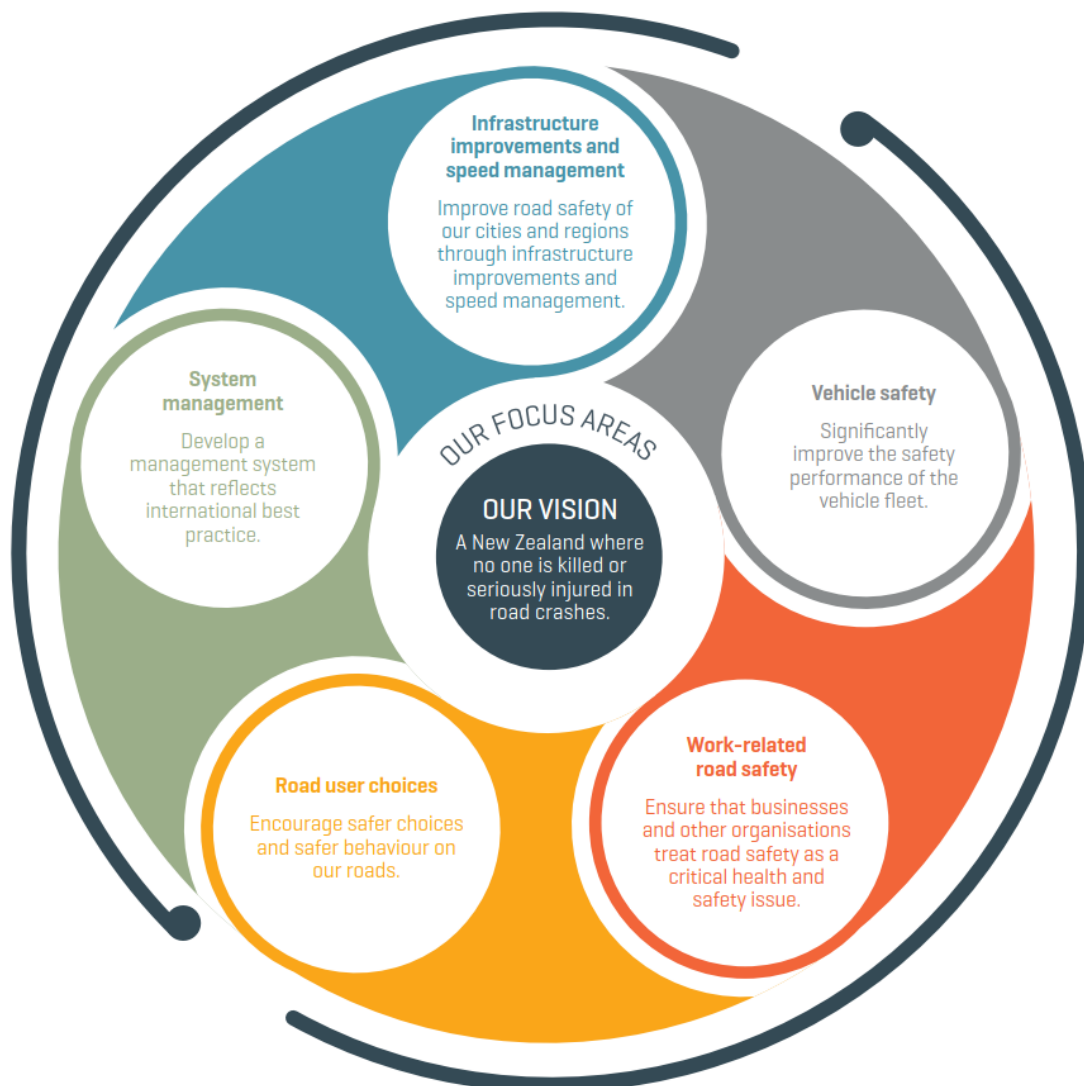 Infrastructure
improvements and
speed management
Improve road safety of
our cities and regions
through infrastructure
improvements and
speed management.
Vehicle safety
Significantly
improve the safety
performance of the
vehicle fleet.
Work-related
road safety
Ensure that businesses
and other organisations
treat road safety as a
critical health and
safety issue.
Road user choices
Encourage safer choices
and safer behaviour on
our roads.
System
management
Develop a
management system
that reflects
international best
practice.
OUR FOCUS AREAS
OUR VISION
A New Zealand where
no one is killed or
seriously injured in
road crashes.